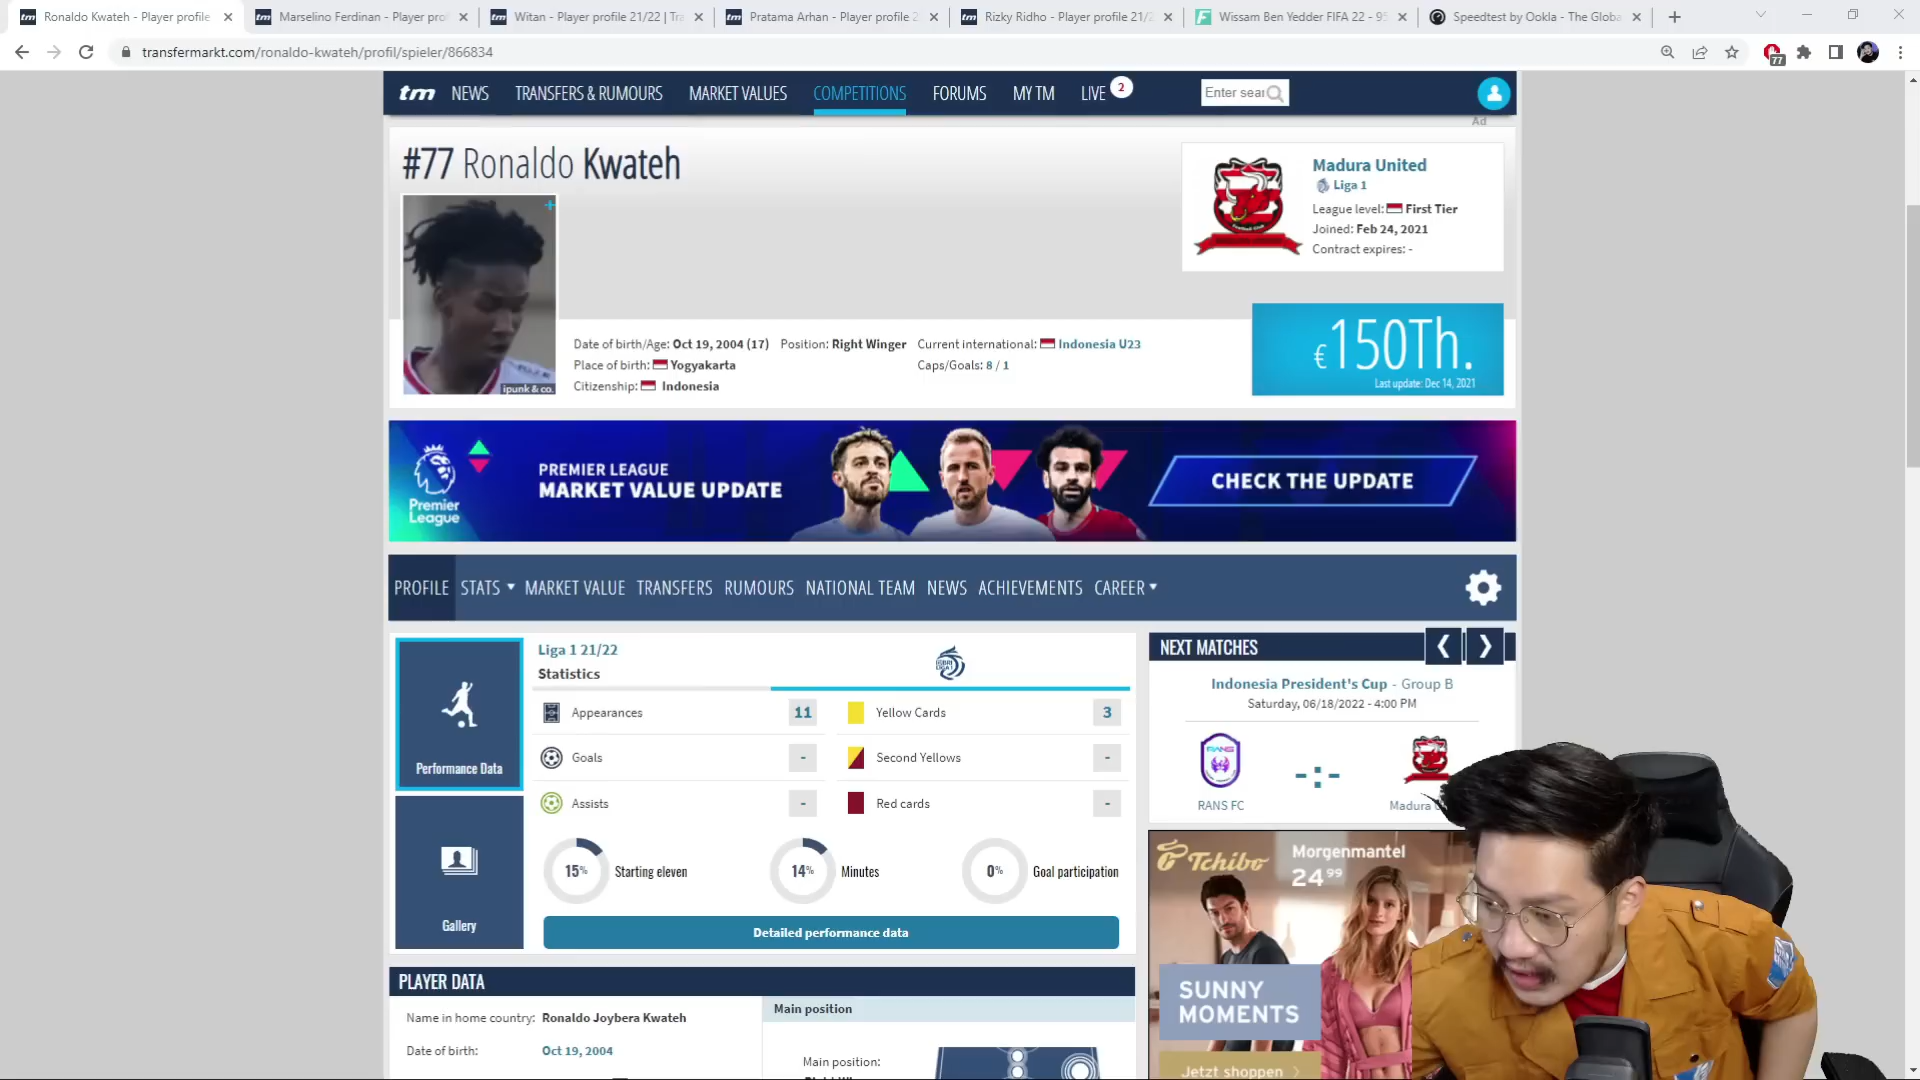 Ronaldo Kwateh - Player profile
Marselino Ferdinan - Player pro
Witan - Player profile 21/22 | Tra
Pratama Arhan - Player profile 2
Rizky Ridho - Player profile 21/2
Wissam Ben Yedder FIFA 22 - 95
Speedtest by Ookla - The Globa
transfermarkt.com/ronaldo-kwateh/profil/spieler/866834
77
tm NEWS TRANSFERS & RUMOURS MARKET VALUES COMPETITIONS FORUMS MY TM LIVE 2
Enter sear
Ad
#77 Ronaldo Kwateh
Madura United
Liga 1
League level: First Tier
Joined: Feb 24, 2021
Contract expires: -
ipunk & co.
Date of birth/Age: Oct 19, 2004 (17)
Place of birth: Yogyakarta
Citizenship: Indonesia
Position: Right Winger
Current international: Indonesia U23
Caps/Goals: 8 / 1
€150Th.
Last update: Dec 14, 2021
Premier League
PREMIER LEAGUE
MARKET VALUE UPDATE
CHECK THE UPDATE
PROFILE STATS MARKET VALUE TRANSFERS RUMOURS NATIONAL TEAM NEWS ACHIEVEMENTS CAREER
Performance Data
Gallery
Liga 1 21/22
Statistics
Appearances 11
Yellow Cards 3
Goals -
Second Yellows -
Assists -
Red cards -
15% Starting eleven
14% Minutes
0% Goal participation
Detailed performance data
NEXT MATCHES
Indonesia President's Cup - Group B
Saturday, 06/18/2022 - 4:00 PM
RANS FC
-:-
Madura
Tchibo
Morgenmantel
24 99
SUNNY
MOMENTS
Jetzt shoppen
PLAYER DATA
Name in home country: Ronaldo Joybera Kwateh
Date of birth: Oct 19, 2004
Main position
Main position: